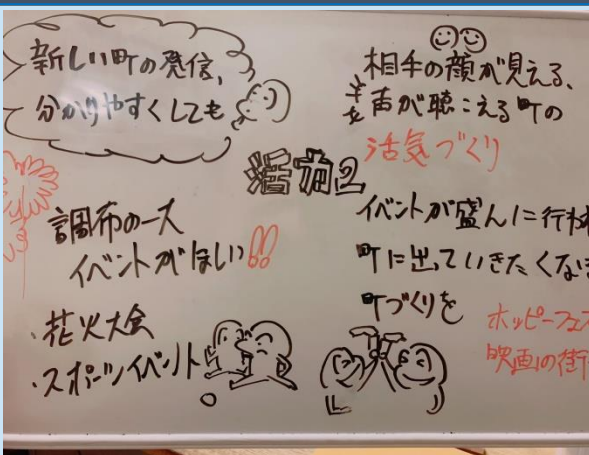 新しい町の発信、
分かりやすくしても
相手の顔が見える、
声が聴こえる町の
活気づくり
活力2
調布の一大
イベントがほしい!!
・花火大会
・スポーツイベント
イベントが盛んに行われ
町に出ていきたくなる
町づくりを
ホッピーフェス
映画の街